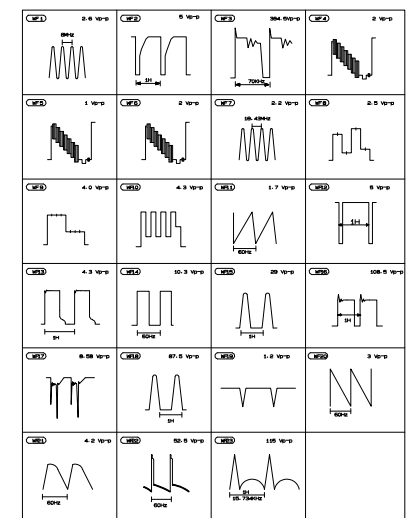 WF1 2.6 Vp-p
8MHz
WF2 5 Vp-p
1H
WF3 384.5Vp-p
70KHz
WF4 2 Vp-p
WF5 1 Vp-p
WF6 2 Vp-p
WF7 2.2 Vp-p
18.43MHz
WF8 2.5 Vp-p
WF9 4.0 Vp-p
WF10 4.3 Vp-p
WF11 1.7 Vp-p
60Hz
WF12 5 Vp-p
1H
WF13 4.3 Vp-p
1H
WF14 10.3 Vp-p
60Hz
WF15 29 Vp-p
1H
WF16 108.5 Vp-p
1H
WF17 8.58 Vp-p
WF18 87.5 Vp-p
1H
WF19 1.2 Vp-p
WF20 3 Vp-p
60Hz
WF21 4.2 Vp-p
60Hz
WF22 52.5 Vp-p
60Hz
WF23 115 Vp-p
1H
15.734KHz